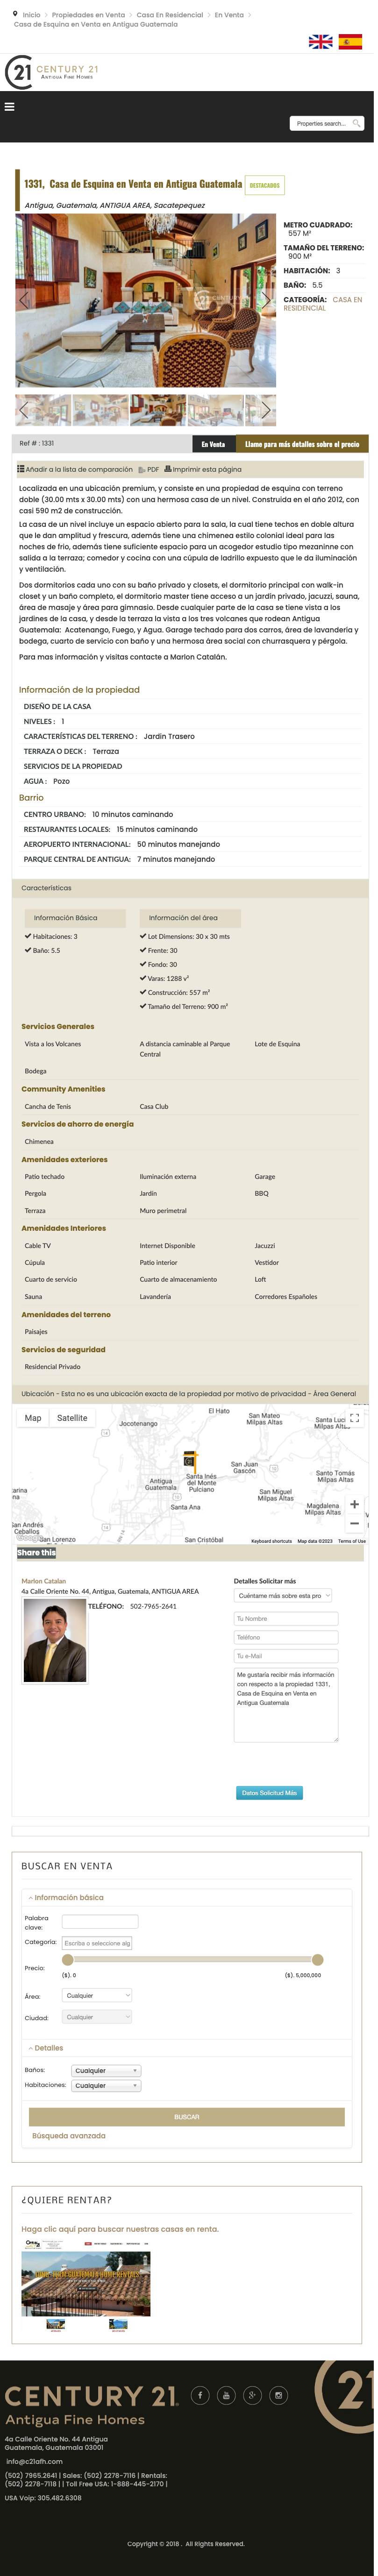 Inicio > Propiedades en Venta > Casa En Residencial > En Venta >
Casa de Esquina en Venta en Antigua Guatemala
CENTURY 21
Antigua Fine Homes
Properties search...
1331, Casa de Esquina en Venta en Antigua Guatemala DESTACADOS
Antigua, Guatemala, ANTIGUA AREA, Sacatepequez
METRO CUADRADO:
557 M²
TAMAÑO DEL TERRENO:
900 M²
HABITACIÓN: 3
BAÑO: 5.5
CATEGORÍA: CASA EN
RESIDENCIAL
Ref # : 1331
En Venta
Llame para más detalles sobre el precio
Añadir a la lista de comparación PDF Imprimir esta página
Localizada en una ubicación premium, y consiste en una propiedad de esquina con terreno
doble (30.00 mts x 30.00 mts) con una hermosa casa de un nivel. Construida en el año 2012, con
casi 590 m2 de construcción.
La casa de un nivel incluye un espacio abierto para la sala, la cual tiene techos en doble altura
que le dan amplitud y frescura, además tiene una chimenea estilo colonial ideal para las
noches de frio, además tiene suficiente espacio para un acogedor estudio tipo mezanine con
salida a la terraza; comedor y cocina con una cúpula de ladrillo expuesto que le da iluminación
y ventilación.
Dos dormitorios cada uno con su baño privado y closets, el dormitorio principal con walk-in
closet y un baño completo, el dormitorio master tiene acceso a un jardín privado, jacuzzi, sauna,
área de masaje y área para gimnasio. Desde cualquier parte de la casa se tiene vista a los
jardines de la casa, y desde la terraza la vista a los tres volcanes que rodean Antigua
Guatemala: Acatenango, Fuego, y Agua. Garage techado para dos carros, área de lavandería y
bodega, cuarto de servicio con baño y una hermosa área social con churrasquera y pérgola.
Para mas información y visitas contacte a Marlon Catalán.
Información de la propiedad
DISEÑO DE LA CASA
NIVELES : 1
CARACTERÍSTICAS DEL TERRENO : Jardin Trasero
TERRAZA O DECK : Terraza
SERVICIOS DE LA PROPIEDAD
AGUA : Pozo
Barrio
CENTRO URBANO: 10 minutos caminando
RESTAURANTES LOCALES: 15 minutos caminando
AEROPUERTO INTERNACIONAL: 50 minutos manejando
PARQUE CENTRAL DE ANTIGUA: 7 minutos manejando
Características
Información Básica
Información del área
Habitaciones: 3
Baño: 5.5
Lot Dimensions: 30 x 30 mts
Frente: 30
Fondo: 30
Varas: 1288 v²
Construcción: 557 m²
Tamaño del Terreno: 900 m²
Servicios Generales
Vista a los Volcanes
A distancia caminable al Parque
Central
Lote de Esquina
Bodega
Community Amenities
Cancha de Tenis
Casa Club
Servicios de ahorro de energía
Chimenea
Amenidades exteriores
Patio techado
Iluminación externa
Garage
Pergola
Jardín
BBQ
Terraza
Muro perimetral
Amenidades Interiores
Cable TV
Internet Disponible
Jacuzzi
Cúpula
Patio interior
Vestidor
Cuarto de servicio
Cuarto de almacenamiento
Loft
Sauna
Lavandería
Corredores Españoles
Amenidades del terreno
Paisajes
Servicios de seguridad
Residencial Privado
Ubicación - Esta no es una ubicación exacta de la propiedad por motivo de privacidad - Área General
Map
Satellite
El Hato
San Mateo
Milpas Altas
Jocotenango
Santa Lucía
Milpas Altas
San Juan
Gascón
Antigua
Guatemala
Santa Inés
del Monte
Pulciano
Santo Tomás
Milpas Altas
San Miguel
Milpas Altas
Santa Ana
Magdalena
Milpas Altas
San Andrés
Ceballos
San Lorenzo
El Tejar
San Cristóbal
Keyboard shortcuts Map data ©2023 Terms of Use
Share this
Marlon Catalan
4a Calle Oriente No. 44, Antigua, Guatemala, ANTIGUA AREA
TELÉFONO: 502-7965-2641
Detalles Solicitar más
Cuéntame más sobre esta pro
Tu Nombre
Teléfono
Tu e-Mail
Me gustaría recibir más información
con respecto a la propiedad 1331,
Casa de Esquina en Venta en
Antigua Guatemala
Datos Solicitud Más
BUSCAR EN VENTA
Información básica
Palabra
clave:
Categoria:
Escriba o seleccione alg
Precio:
($). 0
($). 5,000,000
Área:
Cualquier
Ciudad:
Cualquier
Detalles
Baños:
Cualquier
Habitaciones:
Cualquier
BUSCAR
Búsqueda avanzada
¿QUIERE RENTAR?
Haga clic aquí para buscar nuestras casas en renta.
CENTURY 21
Antigua Fine Homes
4a Calle Oriente No. 44 Antigua
Guatemala, Guatemala 03001
info@c21afh.com
(502) 7965.2641 | Sales: (502) 2278-7116 | Rentals:
(502) 2278-7118 | | Toll Free USA: 1-888-445-2170 |
USA Voip: 305.482.6308
Copyright © 2018 . All Rights Reserved.